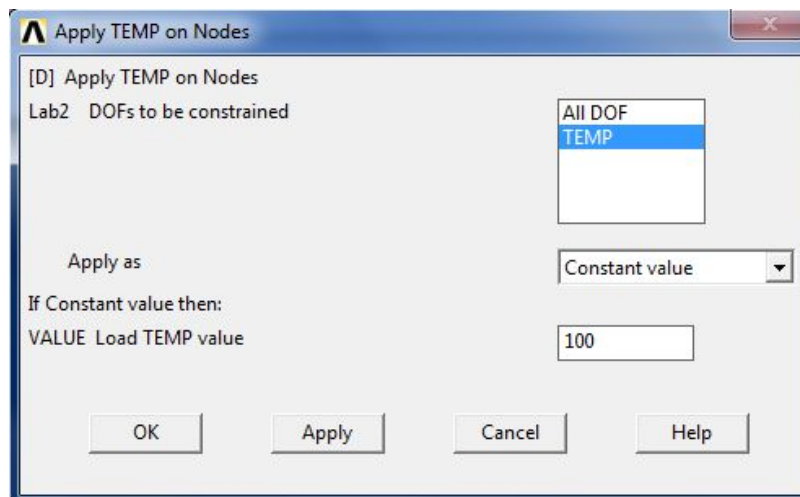 Apply TEMP on Nodes
[D] Apply TEMP on Nodes
Lab2 DOFs to be constrained
All DOF
TEMP
Apply as
Constant value
If Constant value then:
VALUE Load TEMP value
100
OK
Apply
Cancel
Help